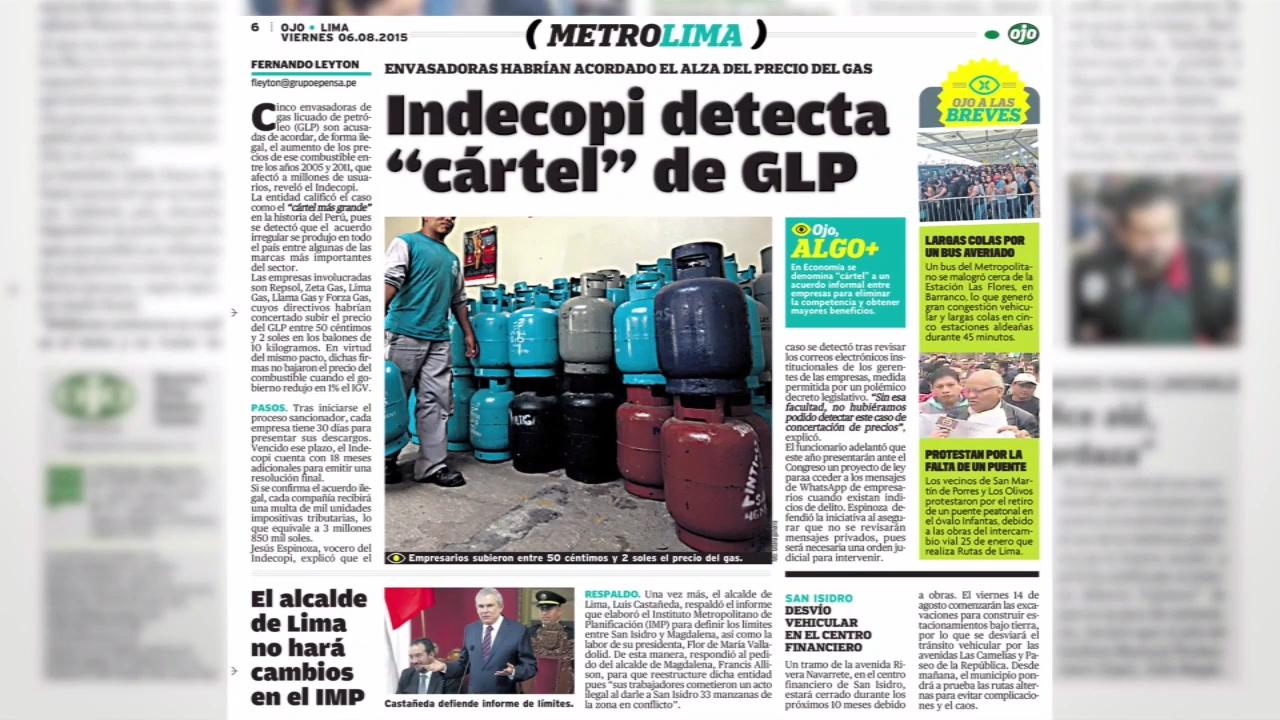 6
OJO • LIMA
VIERNES 06.08.2015
(METROLIMA)
ojo
FERNANDO LEYTON
fleyton@grupoepensa.pe
Cinco envasadoras de
gas licuado de petró-
leo (GLP) son acusa-
das de acordar, de forma ile-
gal, el aumento de los pre-
cios de ese combustible en-
tre los años 2005 y 2011, que
afectó a millones de usua-
rios, reveló el Indecopi.
La entidad calificó el caso
como el “cártel más grande”
en la historia del Perú, pues
se detectó que el acuerdo
irregular se produjo en todo
el país entre algunas de las
marcas más importantes
del sector.
Las empresas involucradas
son Repsol, Zeta Gas, Lima
Gas, Llama Gas y Forza Gas,
cuyos directivos habrían
concertado subir el precio
del GLP entre 50 céntimos
y 2 soles en los balones de
10 kilogramos. En virtud
del mismo pacto, dichas fir-
mas no bajaron el precio del
combustible cuando el go-
bierno redujo en 1% el IGV.
PASOS. Tras iniciarse el
proceso sancionador, cada
empresa tiene 30 días para
presentar sus descargos.
Vencido ese plazo, el Inde-
copi cuenta con 18 meses
adicionales para emitir una
resolución final.
Si se confirma el acuerdo ile-
gal, cada compañía recibirá
una multa de mil unidades
impositivas tributarias, lo
que equivale a 3 millones
850 mil soles.
Jesús Espinoza, vocero del
Indecopi, explicó que el
ENVASADORAS HABRÍAN ACORDADO EL ALZA DEL PRECIO DEL GAS
Indecopi detecta
“cártel” de GLP
Empresarios subieron entre 50 céntimos y 2 soles el precio del gas.
Ojo,
ALGO+
En Economía se
denomina “cártel” a un
acuerdo informal entre
empresas para eliminar
la competencia y obtener
mayores beneficios.
caso se detectó tras revisar
los correos electrónicos ins-
titucionales de los gerentes
de las empresas, medida
permitida por un polémico
decreto legislativo. “Sin esa
facultad, no hubiéramos
podido detectar este caso de
concertación de precios”,
explicó.
El funcionario adelantó que
este año presentarán ante el
Congreso un proyecto de ley
paraa cceder a los mensajes
de WhatsApp de empresa-
rios cuando existan indi-
cios de delito. Espinoza de-
fendió la iniciativa al asegu-
rar que no se revisarán
mensajes privados, pues
será necesaria una orden ju-
dicial para intervenir.
OJO A LAS
BREVES
LARGAS COLAS POR
UN BUS AVERIADO
Un bus del Metropolita-
no se malogró cerca de la
Estación Las Flores, en
Barranco, lo que generó
gran congestión vehicu-
lar y largas colas en cin-
co estaciones aldeañas
durante 45 minutos.
PROTESTAN POR LA
FALTA DE UN PUENTE
Los vecinos de San Mar-
tín de Porres y Los Olivos
protestaron por el retiro
de un puente peatonal en
el óvalo Infantas, debido
a las obras del intercam-
bio vial 25 de enero que
realiza Rutas de Lima.
El alcalde
de Lima
no hará
cambios
en el IMP
Castañeda defiende informe de límites.
RESPALDO. Una vez más, el alcalde de
Lima, Luis Castañeda, respaldó el informe
que elaboró el Instituto Metropolitano de
Planificación (IMP) para definir los límites
entre San Isidro y Magdalena, así como la
labor de su presidenta, Flor de María Valla-
dolid. De esta manera, respondió al pedi-
do del alcalde de Magdalena, Francis Alli-
son, para que reestructure dicha entidad
pues “sus trabajadores cometieron un acto
ilegal al darle a San Isidro 33 manzanas de
la zona en conflicto”.
SAN ISIDRO
DESVÍO
VEHICULAR
EN EL CENTRO
FINANCIERO
Un tramo de la avenida Ri-
vera Navarrete, en el centro
financiero de San Isidro,
estará cerrado durante los
próximos 10 meses debido
a obras. El viernes 14 de
agosto comenzarán las exca-
vaciones para construir es-
tacionamientos bajo tierra,
por lo que se desviará el
tránsito vehicular por las
avenidas Las Camelias y Pa-
seo de la República. Desde
mañana, el municipio pon-
drá a prueba las rutas alter-
nas para evitar complicacio-
nes y el caos.